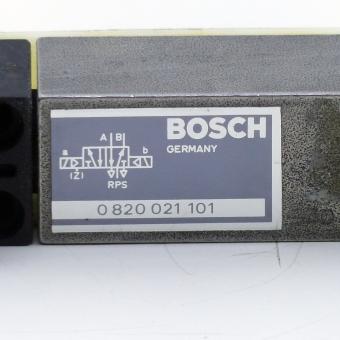 BOSCH
GERMANY
A B
a b
(Z)
RPS
0 820 021 101